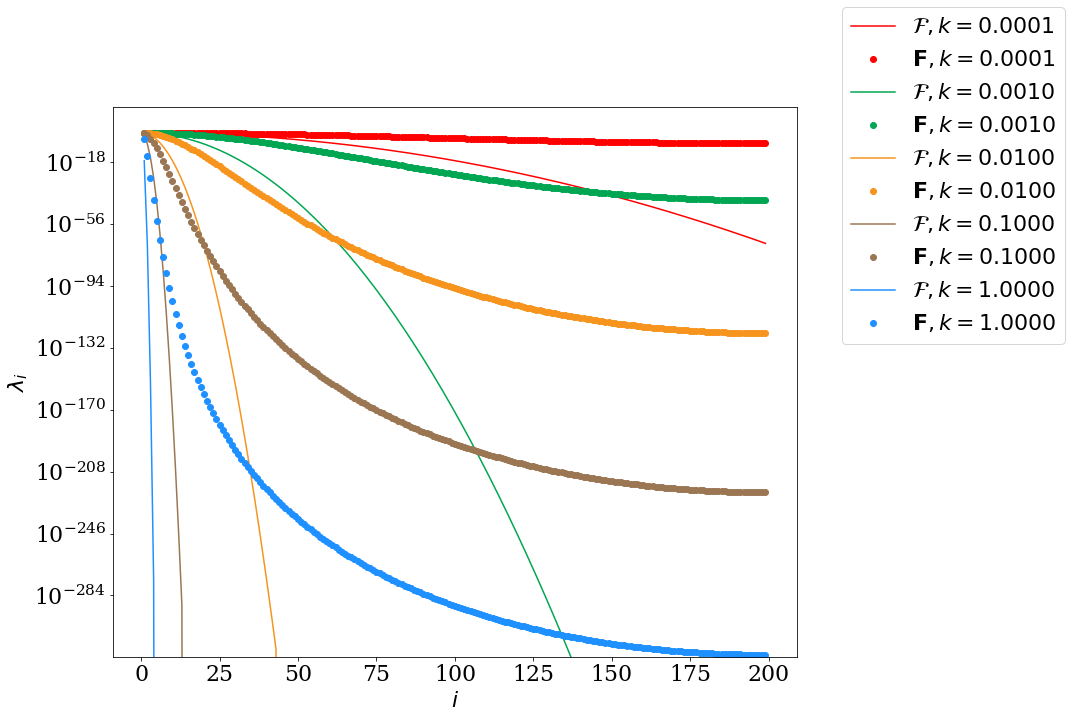 𝓕, k = 0.0001
𝐅, k = 0.0001
𝓕, k = 0.0010
𝐅, k = 0.0010
𝓕, k = 0.0100
𝐅, k = 0.0100
𝓕, k = 0.1000
𝐅, k = 0.1000
𝓕, k = 1.0000
𝐅, k = 1.0000
10⁻¹⁸
10⁻⁵⁶
10⁻⁹⁴
10⁻¹³²
10⁻¹⁷⁰
10⁻²⁰⁸
10⁻²⁴⁶
10⁻²⁸⁴
λᵢ
0 25 50 75 100 125 150 175 200
i